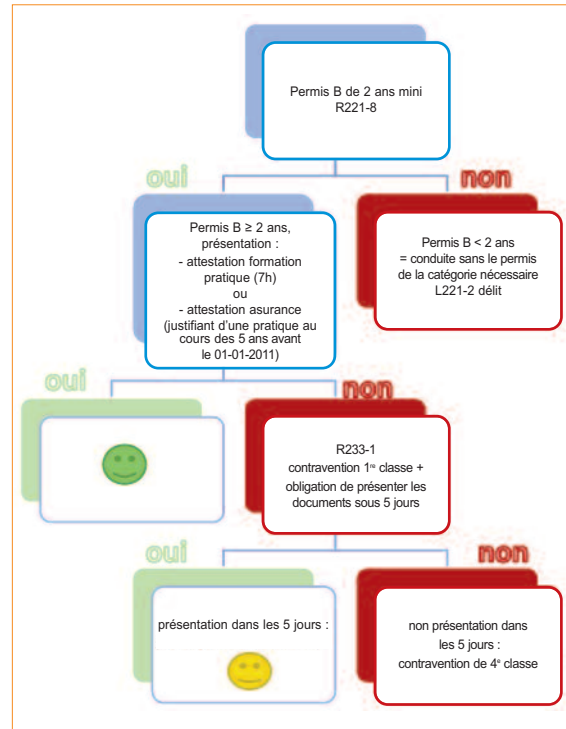 Permis B de 2 ans mini
R221-8
oui
non
Permis B ≥ 2 ans,
présentation :
- attestation formation
pratique (7h)
ou
- attestation assurance
(justifiant d'une pratique au
cours des 5 ans avant
le 01-01-2011)
Permis B < 2 ans
= conduite sans le permis
de la catégorie nécessaire
L221-2 délit
oui
non
R233-1
contravention 1re classe +
obligation de présenter les
documents sous 5 jours
oui
non
présentation dans les 5 jours :
non présentation dans
les 5 jours :
contravention de 4e classe